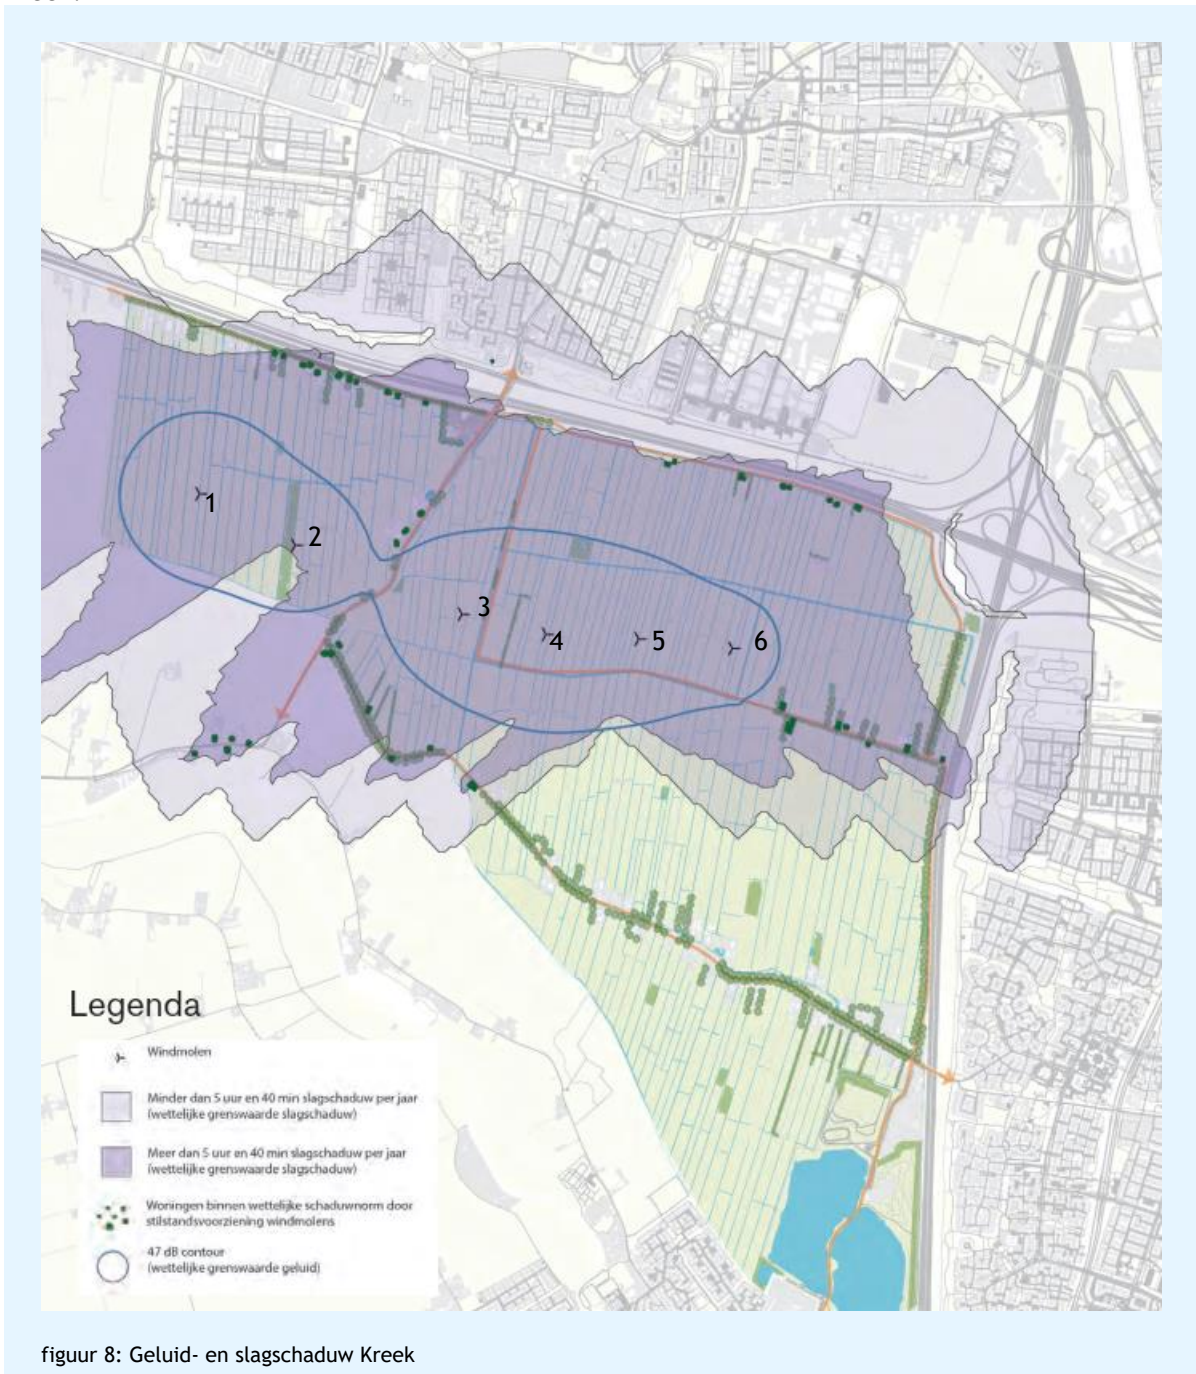 1
2
3
4
5
6
Legenda
Windmolen
Minder dan 5 uur en 40 min slagschaduw per jaar
(wettelijke grenswaarde slagschaduw)
Meer dan 5 uur en 40 min slagschaduw per jaar
(wettelijke grenswaarde slagschaduw)
Woningen binnen wettelijke schaduwnorm door
stilstandsvoorziening windmolens
47 dB contour
(wettelijke grenswaarde geluid)
figuur 8: Geluid- en slagschaduw Kreek